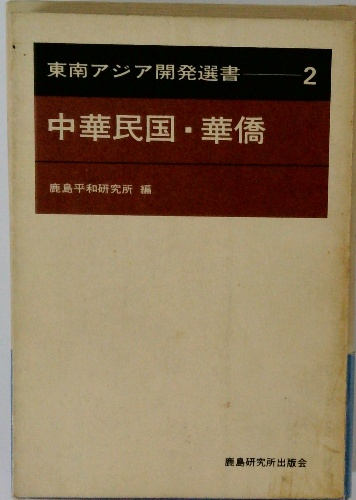 東南アジア開発選書——2
中華民国・華僑
鹿島平和研究所 編
鹿島研究所出版会